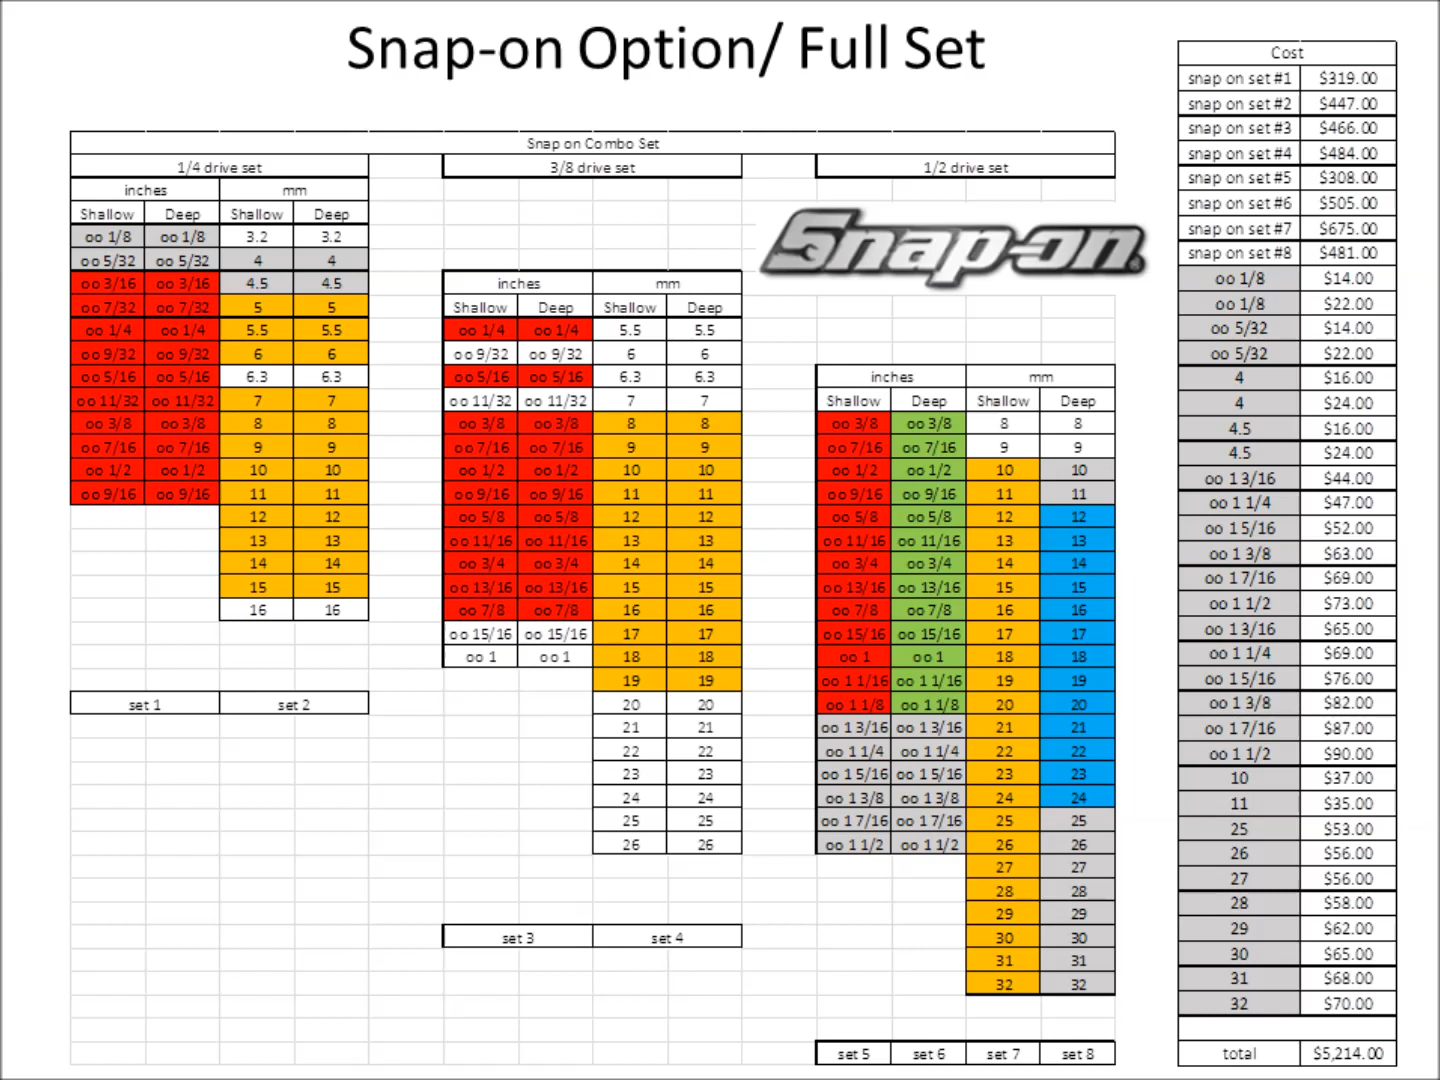 Snap-on Option/ Full Set
Snap on Combo Set
1/4 drive set 3/8 drive set 1/2 drive set
inches mm
Shallow Deep Shallow Deep
oo 1/8 oo 1/8 3.2 3.2
oo 5/32 oo 5/32 4 4
Snap-on
oo 3/16 oo 3/16 4.5 4.5 inches mm
oo 7/32 oo 7/32 5 5 Shallow Deep Shallow Deep
oo 1/4 oo 1/4 5.5 5.5 oo 1/4 oo 1/4 5.5 5.5
oo 9/32 oo 9/32 6 6 oo 9/32 oo 9/32 6 6
oo 5/16 oo 5/16 6.3 6.3 oo 5/16 oo 5/16 6.3 6.3 inches mm
oo 11/32 oo 11/32 7 7 oo 11/32 oo 11/32 7 7 Shallow Deep Shallow Deep
oo 3/8 oo 3/8 8 8 oo 3/8 oo 3/8 8 8 oo 3/8 oo 3/8 8 8
oo 7/16 oo 7/16 9 9 oo 7/16 oo 7/16 9 9 oo 7/16 oo 7/16 9 9
oo 1/2 oo 1/2 10 10 oo 1/2 oo 1/2 10 10 oo 1/2 oo 1/2 10 10
oo 9/16 oo 9/16 11 11 oo 9/16 oo 9/16 11 11 oo 9/16 oo 9/16 11 11
12 12 oo 5/8 oo 5/8 12 12 oo 5/8 oo 5/8 12 12
13 13 oo 11/16 oo 11/16 13 13 oo 11/16 oo 11/16 13 13
14 14 oo 3/4 oo 3/4 14 14 oo 3/4 oo 3/4 14 14
15 15 oo 13/16 oo 13/16 15 15 oo 13/16 oo 13/16 15 15
16 16 oo 7/8 oo 7/8 16 16 oo 7/8 oo 7/8 16 16
oo 15/16 oo 15/16 17 17 oo 15/16 oo 15/16 17 17
oo 1 oo 1 18 18 oo 1 oo 1 18 18
19 19 oo 1 1/16 oo 1 1/16 19 19
set 1 set 2 20 20 oo 1 1/8 oo 1 1/8 20 20
21 21 oo 1 3/16 oo 1 3/16 21 21
22 22 oo 1 1/4 oo 1 1/4 22 22
23 23 oo 1 5/16 oo 1 5/16 23 23
24 24 oo 1 3/8 oo 1 3/8 24 24
25 25 oo 1 7/16 oo 1 7/16 25 25
26 26 oo 1 1/2 oo 1 1/2 26 26
27 27
28 28
29 29
set 3 set 4 30 30
31 31
32 32
set 5 set 6 set 7 set 8
Cost
snap on set #1 $319.00
snap on set #2 $447.00
snap on set #3 $466.00
snap on set #4 $484.00
snap on set #5 $308.00
snap on set #6 $505.00
snap on set #7 $675.00
snap on set #8 $481.00
oo 1/8 $14.00
oo 1/8 $22.00
oo 5/32 $14.00
oo 5/32 $22.00
4 $16.00
4 $24.00
4.5 $16.00
4.5 $24.00
oo 1 3/16 $44.00
oo 1 1/4 $47.00
oo 1 5/16 $52.00
oo 1 3/8 $63.00
oo 1 7/16 $69.00
oo 1 1/2 $73.00
oo 1 3/16 $65.00
oo 1 1/4 $69.00
oo 1 5/16 $76.00
oo 1 3/8 $82.00
oo 1 7/16 $87.00
oo 1 1/2 $90.00
10 $37.00
11 $35.00
25 $53.00
26 $56.00
27 $56.00
28 $58.00
29 $62.00
30 $65.00
31 $68.00
32 $70.00
total $5,214.00